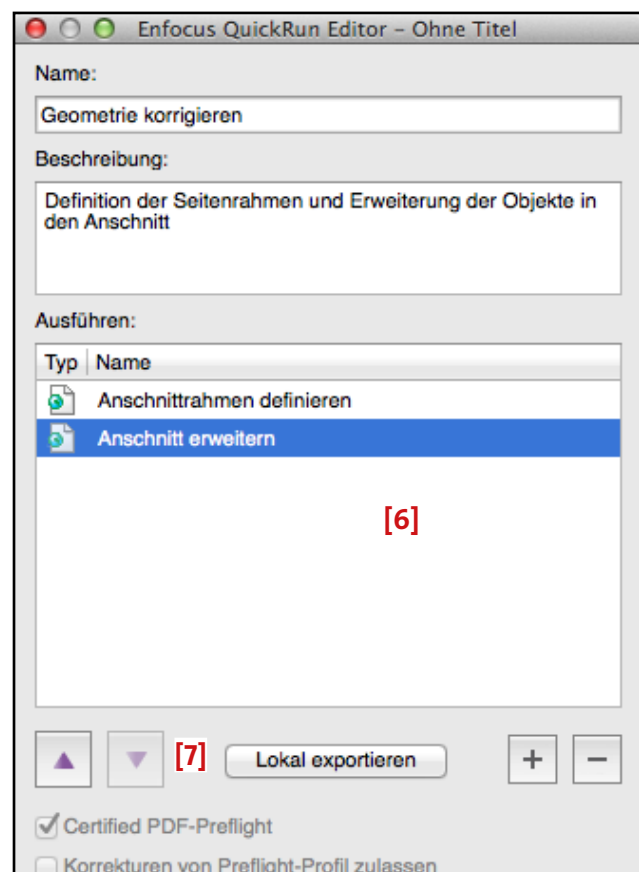 Enfocus QuickRun Editor – Ohne Titel
Name:
Geometrie korrigieren
Beschreibung:
Definition der Seitenrahmen und Erweiterung der Objekte in
den Anschnitt
Ausführen:
Typ Name
Anschnittrahmen definieren
Anschnitt erweitern
[6]
[7] Lokal exportieren + −
Certified PDF-Preflight
Korrekturen von Preflight-Profil zulassen